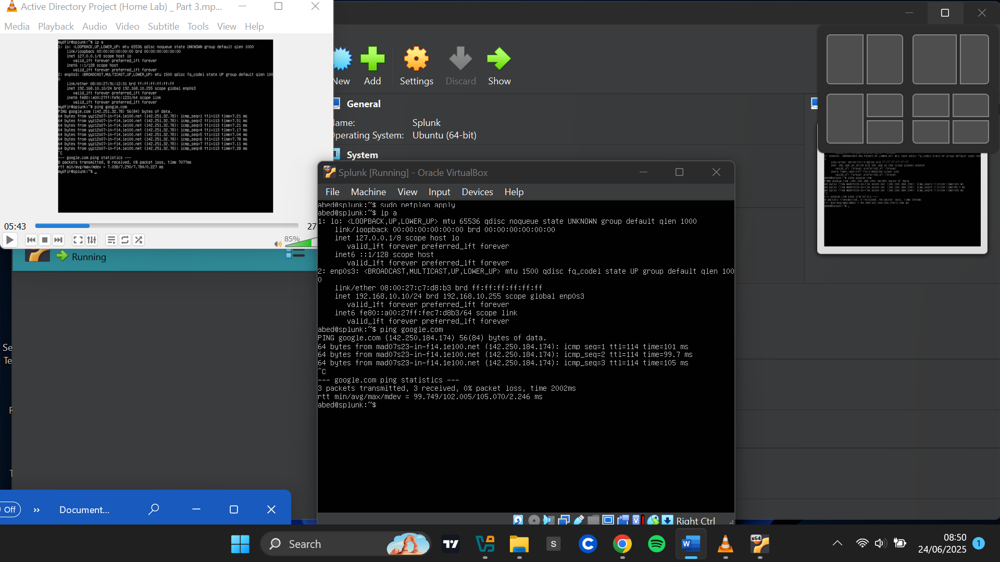 Active Directory Project (Home Lab) _ Part 3.mp...
Media Playback Audio Video Subtitle Tools View Help
mydfir@splunk:~$ ip a
1: lo: <LOOPBACK,UP,LOWER_UP> mtu 65536 qdisc noqueue state UNKNOWN group default qlen 1000
link/loopback 00:00:00:00:00:00 brd 00:00:00:00:00:00
inet 127.0.0.1/8 scope host lo
valid_lft forever preferred_lft forever
inet6 ::1/128 scope host
valid_lft forever preferred_lft forever
2: enp0s3: <BROADCAST,MULTICAST,UP,LOWER_UP> mtu 1500 qdisc fq_codel state UP group default qlen 100
0
link/ether 08:00:27:9c:12:31 brd ff:ff:ff:ff:ff:ff
inet 192.168.10.10/24 brd 192.168.10.255 scope global enp0s3
valid_lft forever preferred_lft forever
inet6 fe80::a00:27ff:fe9c:1231/64 scope link
valid_lft forever preferred_lft forever
mydfir@splunk:~$ ping google.com
PING google.com (142.251.32.78) 56(84) bytes of data.
64 bytes from yyz12s07-in-f14.1e100.net (142.251.32.78): icmp_seq=1 ttl=113 time=7.21 ms
64 bytes from yyz12s07-in-f14.1e100.net (142.251.32.78): icmp_seq=2 ttl=113 time=7.51 ms
64 bytes from yyz12s07-in-f14.1e100.net (142.251.32.78): icmp_seq=3 ttl=113 time=7.21 ms
64 bytes from yyz12s07-in-f14.1e100.net (142.251.32.78): icmp_seq=4 ttl=113 time=7.17 ms
64 bytes from yyz12s07-in-f14.1e100.net (142.251.32.78): icmp_seq=5 ttl=113 time=7.04 ms
64 bytes from yyz12s07-in-f14.1e100.net (142.251.32.78): icmp_seq=6 ttl=113 time=7.78 ms
64 bytes from yyz12s07-in-f14.1e100.net (142.251.32.78): icmp_seq=7 ttl=113 time=7.11 ms
64 bytes from yyz12s07-in-f14.1e100.net (142.251.32.78): icmp_seq=8 ttl=113 time=7.28 ms
^C
--- google.com ping statistics ---
8 packets transmitted, 8 received, 0% packet loss, time 7077ms
rtt min/avg/max/mdev = 7.038/7.290/7.784/0.227 ms
mydfir@splunk:~$ _
05:43
27
85%
Running
New Add Settings Discard Show
General
Name: Splunk
Operating System: Ubuntu (64-bit)
System
Splunk [Running] - Oracle VirtualBox
File Machine View Input Devices Help
abed@splunk:~$ sudo netplan apply
abed@splunk:~$ ip a
1: lo: <LOOPBACK,UP,LOWER_UP> mtu 65536 qdisc noqueue state UNKNOWN group default qlen 1000
link/loopback 00:00:00:00:00:00 brd 00:00:00:00:00:00
inet 127.0.0.1/8 scope host lo
valid_lft forever preferred_lft forever
inet6 ::1/128 scope host
valid_lft forever preferred_lft forever
2: enp0s3: <BROADCAST,MULTICAST,UP,LOWER_UP> mtu 1500 qdisc fq_codel state UP group default qlen 100
0
link/ether 08:00:27:c7:d8:b3 brd ff:ff:ff:ff:ff:ff
inet 192.168.10.10/24 brd 192.168.10.255 scope global enp0s3
valid_lft forever preferred_lft forever
inet6 fe80::a00:27ff:fec7:d8b3/64 scope link
valid_lft forever preferred_lft forever
abed@splunk:~$ ping google.com
PING google.com (142.250.184.174) 56(84) bytes of data.
64 bytes from mad07s23-in-f14.1e100.net (142.250.184.174): icmp_seq=1 ttl=114 time=101 ms
64 bytes from mad07s23-in-f14.1e100.net (142.250.184.174): icmp_seq=2 ttl=114 time=99.7 ms
64 bytes from mad07s23-in-f14.1e100.net (142.250.184.174): icmp_seq=3 ttl=114 time=105 ms
^C
--- google.com ping statistics ---
3 packets transmitted, 3 received, 0% packet loss, time 2002ms
rtt min/avg/max/mdev = 99.749/102.005/105.070/2.246 ms
abed@splunk:~$
Right Ctrl
Se
Te
Off » Document...
Search
08:50
24/06/2025
1